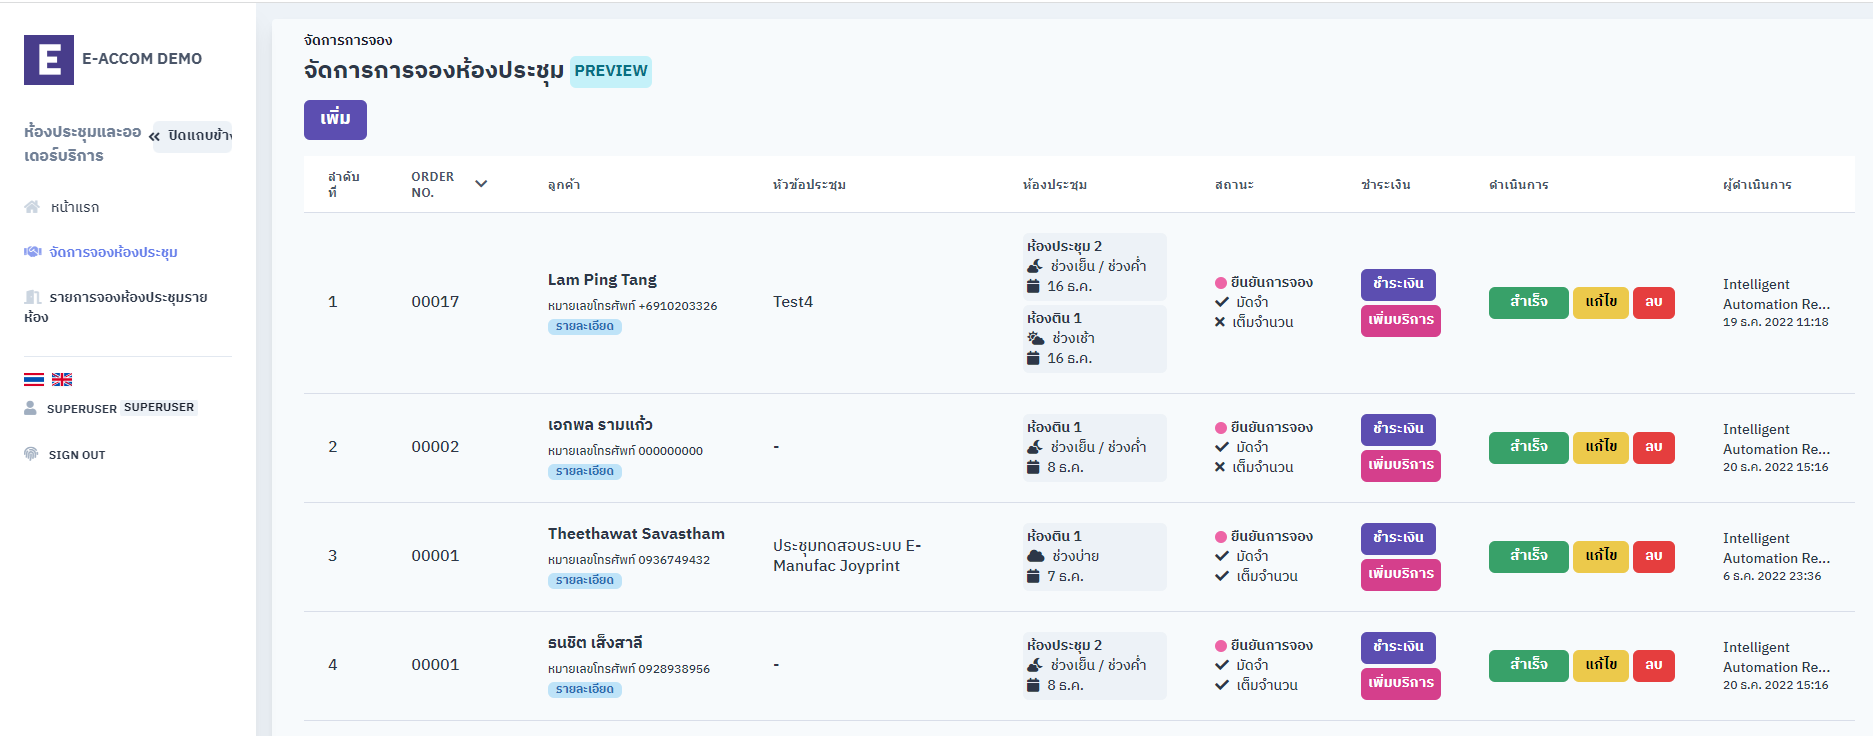 E-ACCOM DEMO
ห้องประชุมและออ
เดอร์บริการ
ปิดแถบข้าง
หน้าแรก
จัดการจองห้องประชุม
รายการจองห้องประชุมราย
ห้อง
SUPERUSER SUPERUSER
SIGN OUT
จัดการการจอง
จัดการการจองห้องประชุม PREVIEW
เพิ่ม
ลำดับ
ที่
ORDER
NO.
ลูกค้า
หัวข้อประชุม
ห้องประชุม
สถานะ
ชำระเงิน
ดำเนินการ
ผู้ดำเนินการ
1
00017
Lam Ping Tang
หมายเลขโทรศัพท์ +6910203326
รายละเอียด
Test4
ห้องประชุม 2
ช่วงเย็น / ช่วงค่ำ
16 ธ.ค.
ห้องติน 1
ช่วงเช้า
16 ธ.ค.
ยืนยันการจอง
มัดจำ
เต็มจำนวน
ชำระเงิน
เพิ่มบริการ
สำเร็จ แก้ไข ลบ
Intelligent
Automation Re...
19 ธ.ค. 2022 11:18
2
00002
เอกพล รามแก้ว
หมายเลขโทรศัพท์ 000000000
รายละเอียด
-
ห้องติน 1
ช่วงเย็น / ช่วงค่ำ
8 ธ.ค.
ยืนยันการจอง
มัดจำ
เต็มจำนวน
ชำระเงิน
เพิ่มบริการ
สำเร็จ แก้ไข ลบ
Intelligent
Automation Re...
20 ธ.ค. 2022 15:16
3
00001
Theethawat Savastham
หมายเลขโทรศัพท์ 0936749432
รายละเอียด
ประชุมทดสอบระบบ E-
Manufac Joyprint
ห้องติน 1
ช่วงบ่าย
7 ธ.ค.
ยืนยันการจอง
มัดจำ
เต็มจำนวน
ชำระเงิน
เพิ่มบริการ
สำเร็จ แก้ไข ลบ
Intelligent
Automation Re...
6 ธ.ค. 2022 23:36
4
00001
ธนชิต เส็งสาลี
หมายเลขโทรศัพท์ 0928938956
รายละเอียด
-
ห้องประชุม 2
ช่วงเย็น / ช่วงค่ำ
8 ธ.ค.
ยืนยันการจอง
มัดจำ
เต็มจำนวน
ชำระเงิน
เพิ่มบริการ
สำเร็จ แก้ไข ลบ
Intelligent
Automation Re...
20 ธ.ค. 2022 15:16